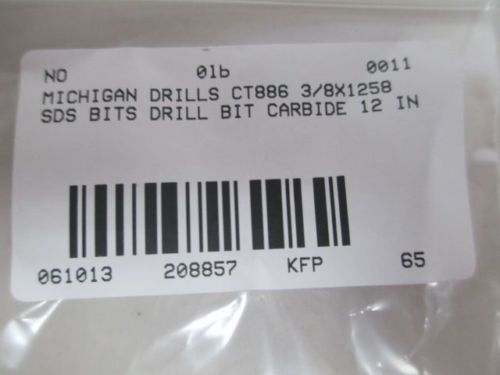 NO 01b 0011
MICHIGAN DRILLS CT886 3/8X1258
SDS BITS DRILL BIT CARBIDE 12 IN
061013 208857 KFP 65